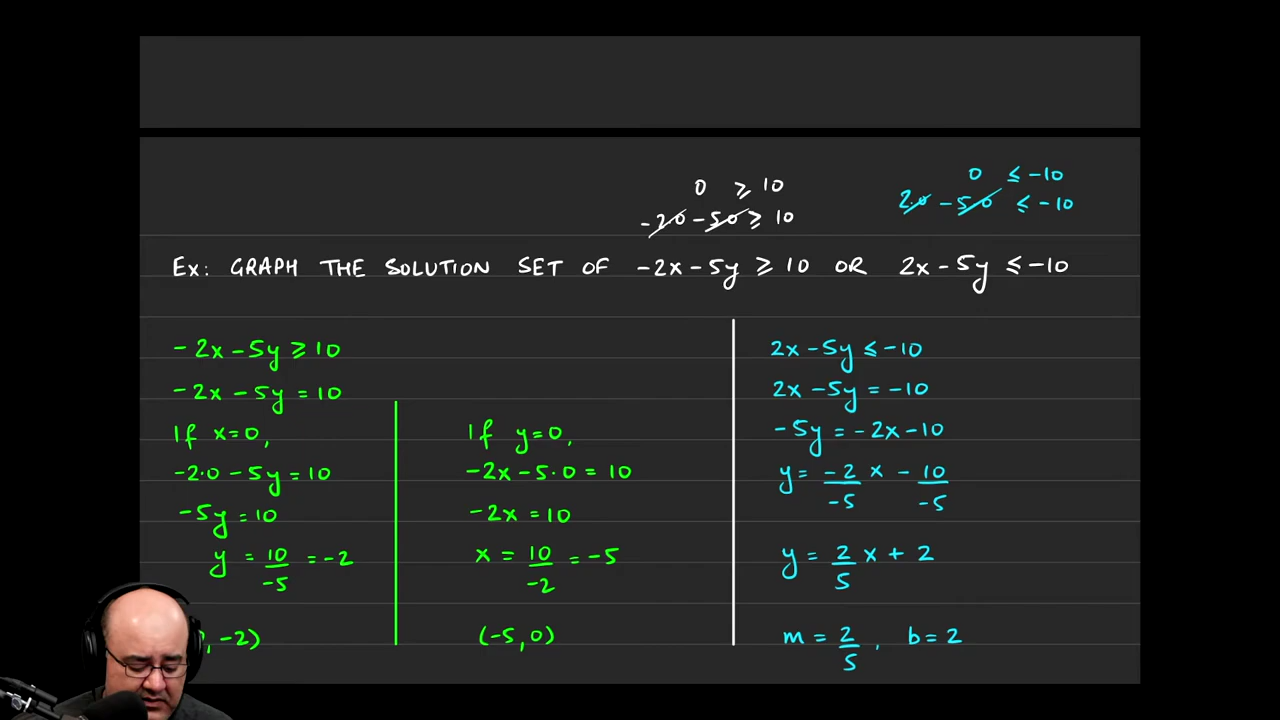 0 ≥ 10
-2·0 - 5·0 ≥ 10
0 ≤ -10
2·0 - 5·0 ≤ -10
Ex: GRAPH THE SOLUTION SET OF -2x - 5y ≥ 10 OR 2x - 5y ≤ -10
-2x - 5y ≥ 10
-2x - 5y = 10
If x=0,
-2·0 - 5y = 10
-5y = 10
y = 10/-5 = -2
, -2)
If y=0,
-2x - 5·0 = 10
-2x = 10
x = 10/-2 = -5
(-5, 0)
2x - 5y ≤ -10
2x - 5y = -10
-5y = -2x - 10
y = -2/-5 x - 10/-5
y = 2/5 x + 2
m = 2/5, b = 2